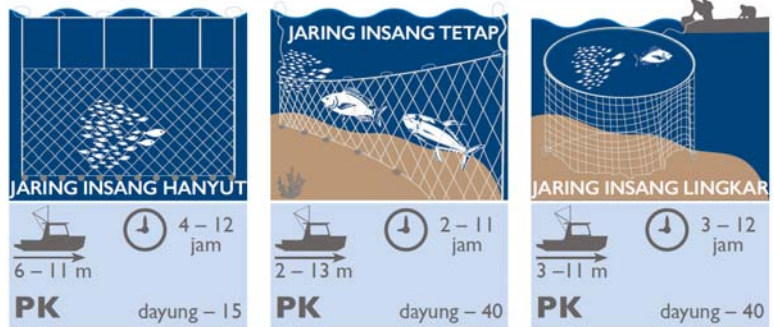 JARING INSANG HANYUT
4 – 12
jam
6 – 11 m
PK dayung – 15
JARING INSANG TETAP
2 – 11
jam
2 – 13 m
PK dayung – 40
JARING INSANG LINGKAR
3 – 12
jam
3 –11 m
PK dayung – 40